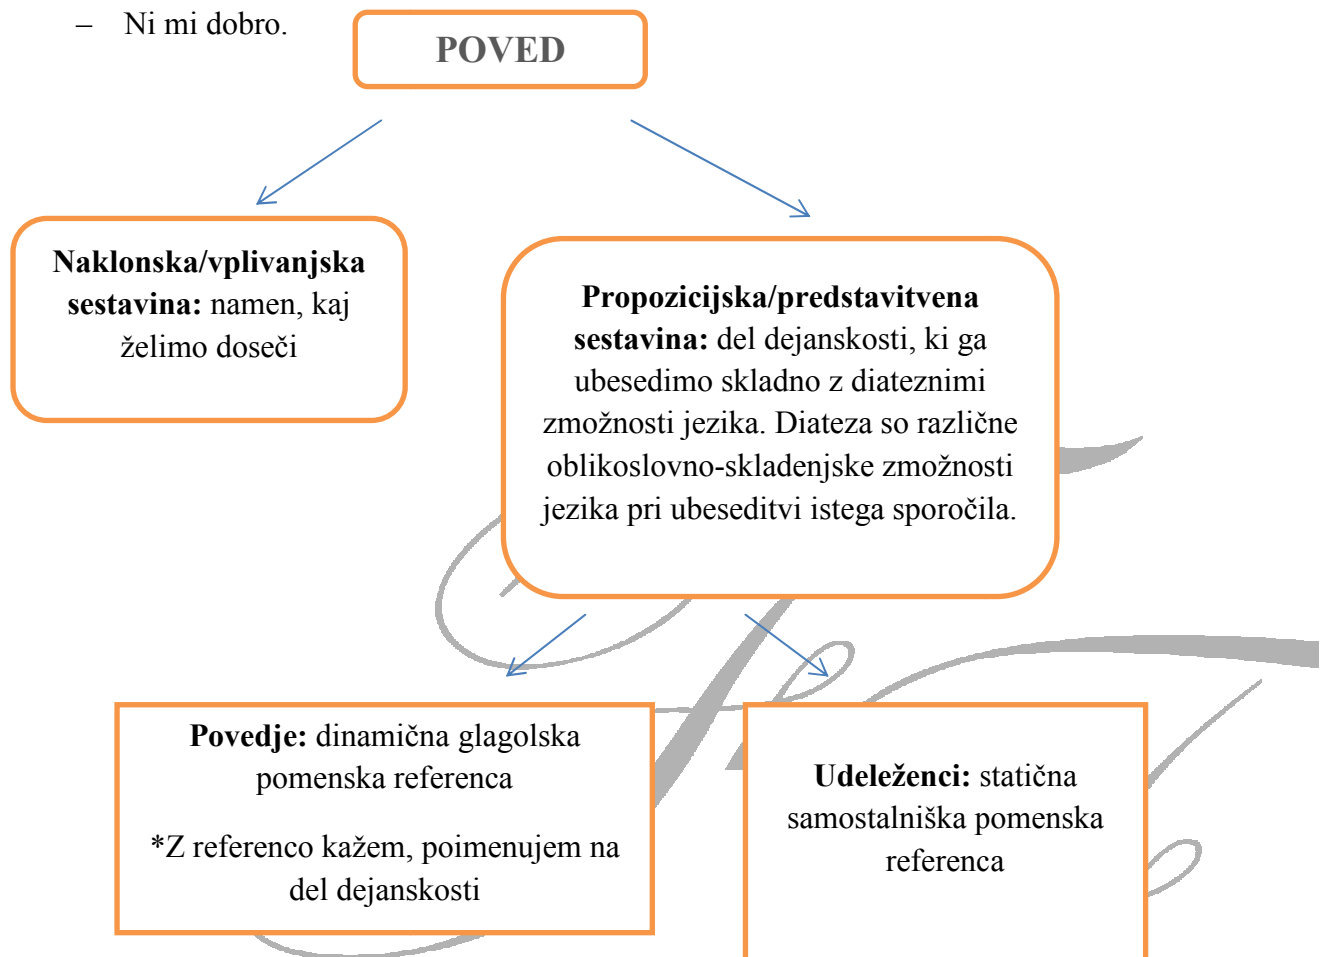 – Ni mi dobro.
POVED
Naklonska/vplivanjska
sestavina: namen, kaj
želimo doseči
Propozicijska/predstavitvena
sestavina: del dejanskosti, ki ga
ubesedimo skladno z diateznimi
zmožnosti jezika. Diateza so različne
oblikoslovno-skladenjske zmožnosti
jezika pri ubeseditvi istega sporočila.
Povedje: dinamična glagolska
pomenska referenca
*Z referenco kažem, poimenujem na
del dejanskosti
Udeleženci: statična
samostalniška pomenska
referenca